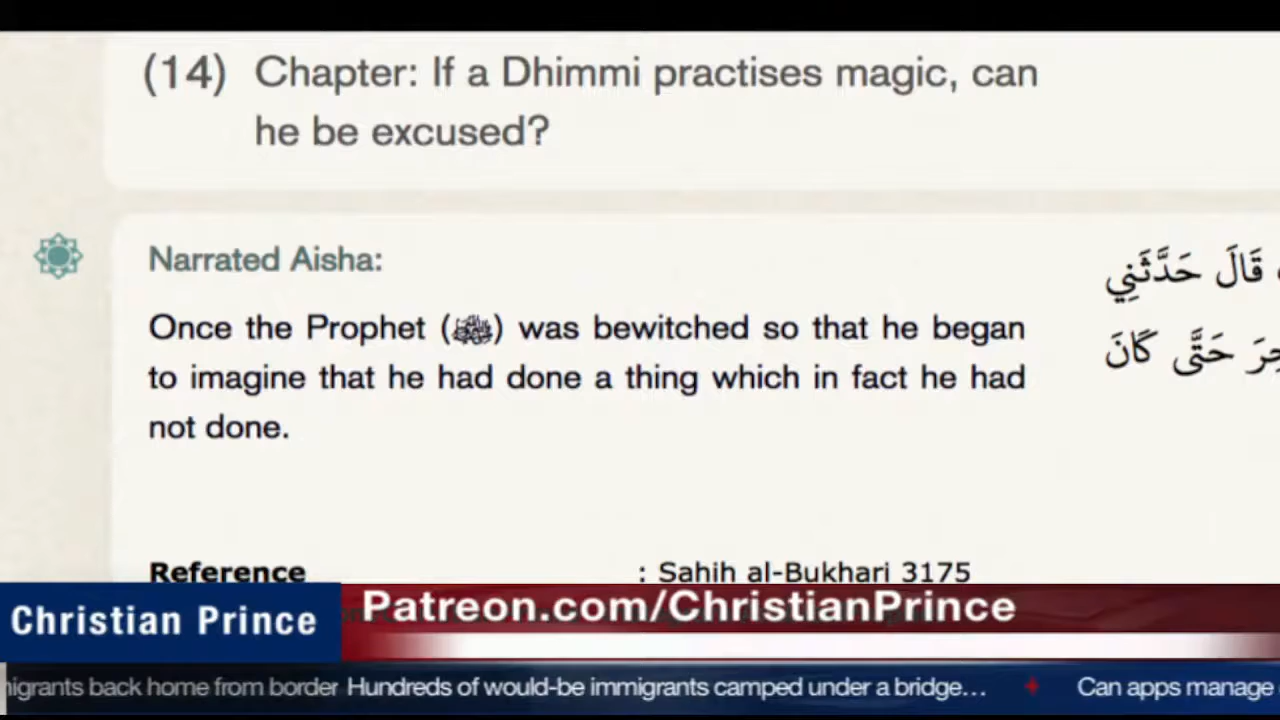 (14) Chapter: If a Dhimmi practises magic, can
he be excused?
Narrated Aisha:
Once the Prophet (ﷺ) was bewitched so that he began
to imagine that he had done a thing which in fact he had
not done.
قَالَ حَدَّثَنِي
حَتَّى كَانَ
Reference : Sahih al-Bukhari 3175
Christian Prince
Patreon.com/ChristianPrince
back home from border Hundreds of would-be immigrants camped under a bridge... Can apps manage